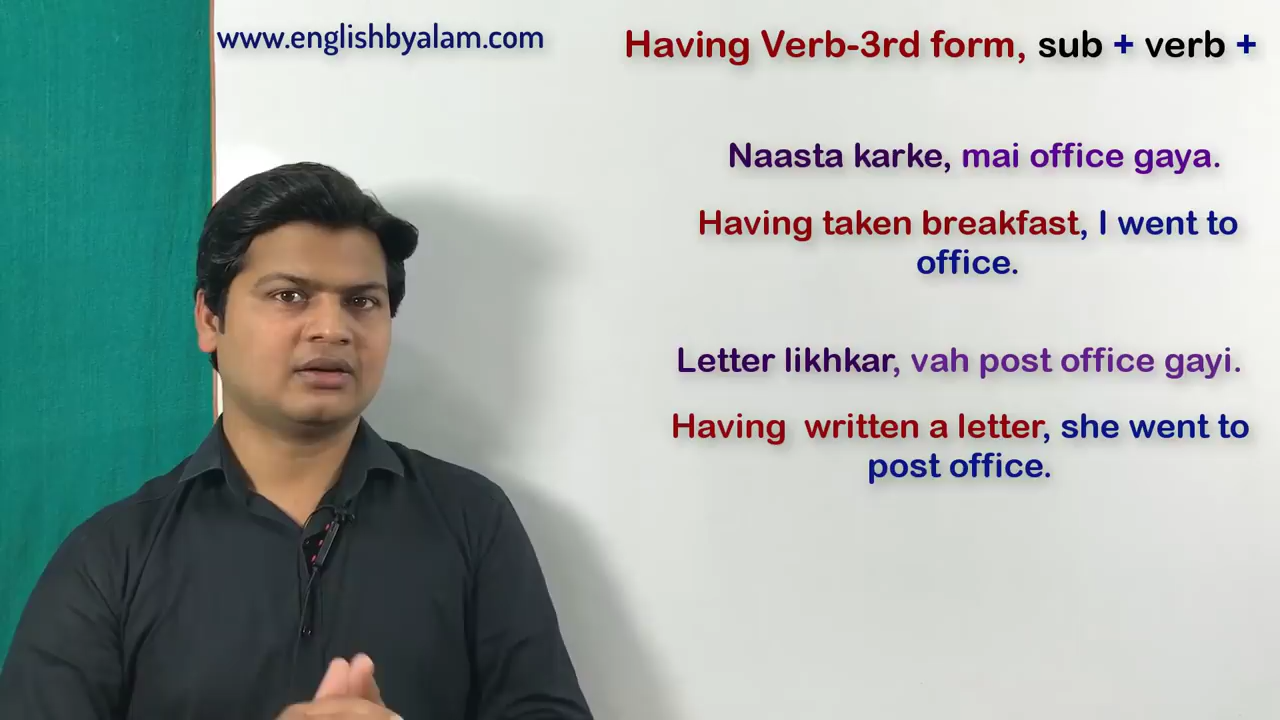 www.englishbyalam.com
Having Verb-3rd form, sub + verb +
Naasta karke, mai office gaya.
Having taken breakfast, I went to
office.
Letter likhkar, vah post office gayi.
Having written a letter, she went to
post office.